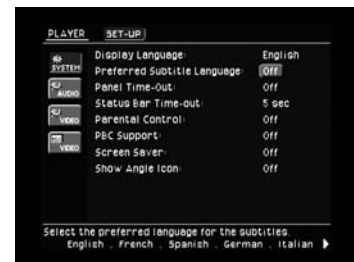 PLAYER SET-UP
SYSTEM
AUDIO
VIDEO
VIDEO
Display Language: English
Preferred Subtitle Language: Off
Panel Time-Out: Off
Status Bar Time-out: 5 sec
Parental Control: Off
PBC Support: Off
Screen Saver: Off
Show Angle Icon: Off
Select the preferred language for the subtitles.
English . French . Spanish . German . Italian